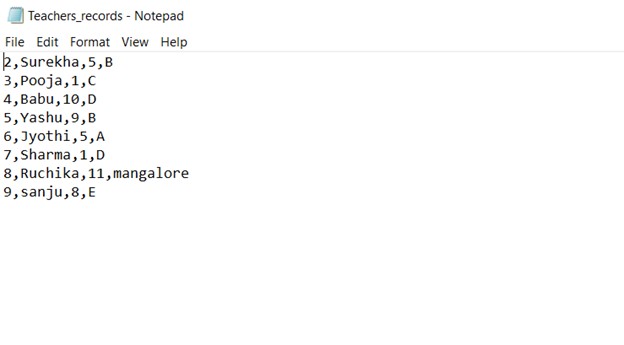 Teachers_records - Notepad
File Edit Format View Help
2,Surekha,5,B
3,Pooja,1,C
4,Babu,10,D
5,Yashu,9,B
6,Jyothi,5,A
7,Sharma,1,D
8,Ruchika,11,mangalore
9,sanju,8,E